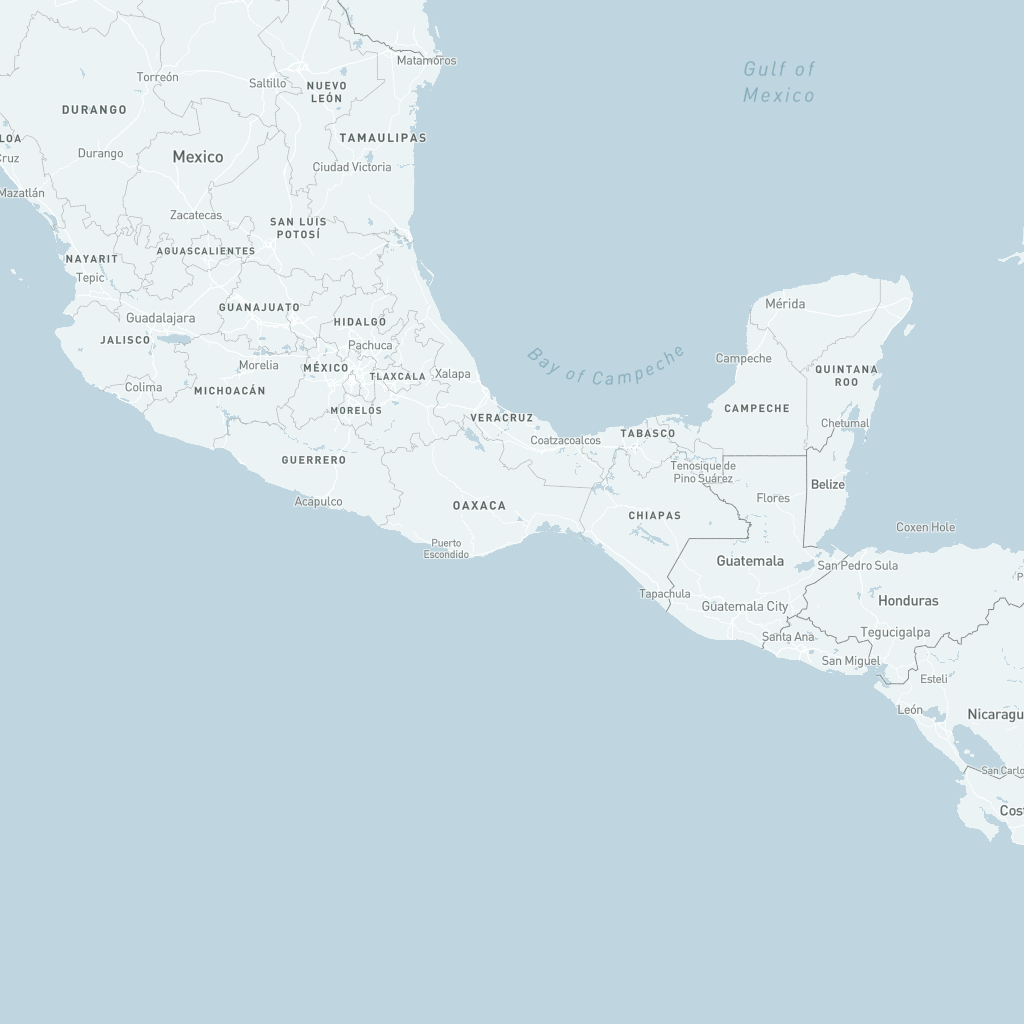 Gulf of
Mexico
Matamoros
Torreón
Saltillo
NUEVO
LEÓN
DURANGO
LOA
Cruz
TAMAULIPAS
Durango
Mexico
Ciudad Victoria
Mazatlán
Zacatecas
SAN LUIS
POTOSÍ
AGUASCALIENTES
NAYARIT
Tepic
GUANAJUATO
Guadalajara
HIDALGO
JALISCO
Pachuca
Mérida
Bay of Campeche
Campeche
Morelia
MÉXICO
TLAXCALA
Xalapa
QUINTANA
ROO
Colima
MICHOACÁN
MORELOS
VERACRUZ
CAMPECHE
Chetumal
TABASCO
Coatzacoalcos
GUERRERO
Tenosique de
Pino Suárez
Belize
Acapulco
OAXACA
Flores
CHIAPAS
Coxen Hole
Puerto
Escondido
Guatemala
San Pedro Sula
Tapachula
Guatemala City
Honduras
Santa Ana
Tegucigalpa
San Miguel
Esteli
León
Nicaragu
San Carlo
Cost